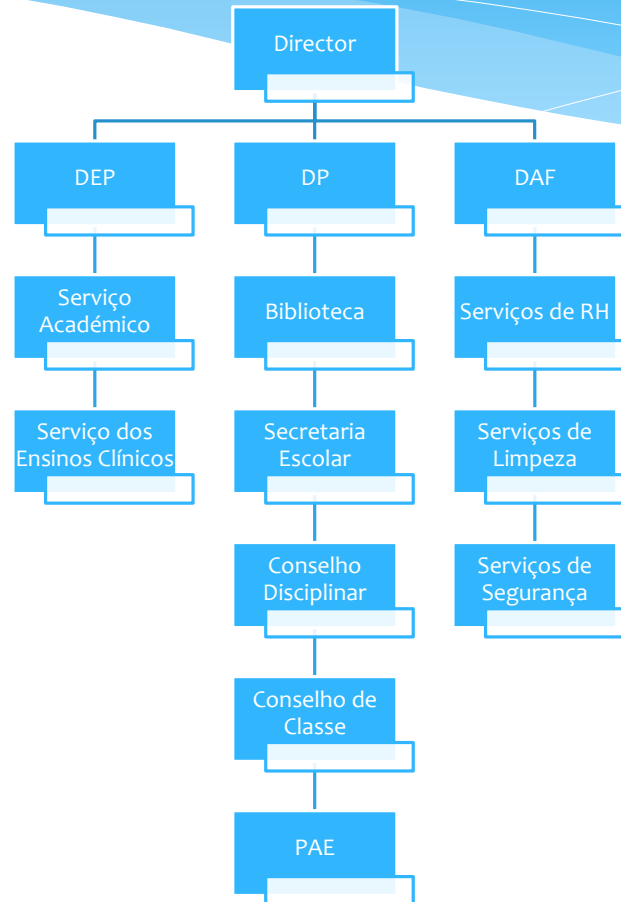 Director
DEP
DP
DAF
Serviço
Académico
Biblioteca
Serviços de RH
Serviço dos
Ensinos Clínicos
Secretaria
Escolar
Serviços de
Limpeza
Conselho
Disciplinar
Serviços de
Segurança
Conselho de
Classe
PAE